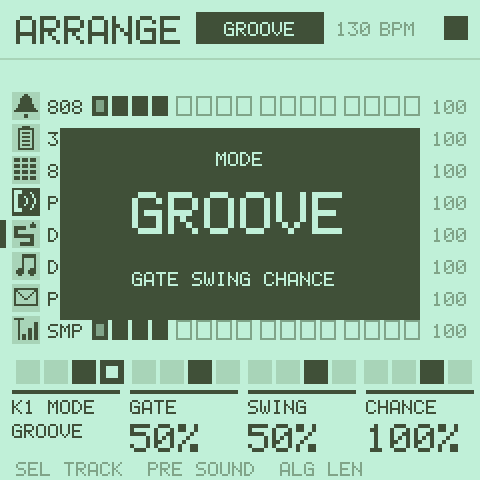 ARRANGE GROOVE 130 BPM
808 100
3 100
8 100
P 100
D 100
D 100
P 100
SMP 100
MODE
GROOVE
GATE SWING CHANCE
K1 MODE GATE SWING CHANCE
GROOVE 50% 50% 100%
SEL TRACK PRE SOUND ALG LEN